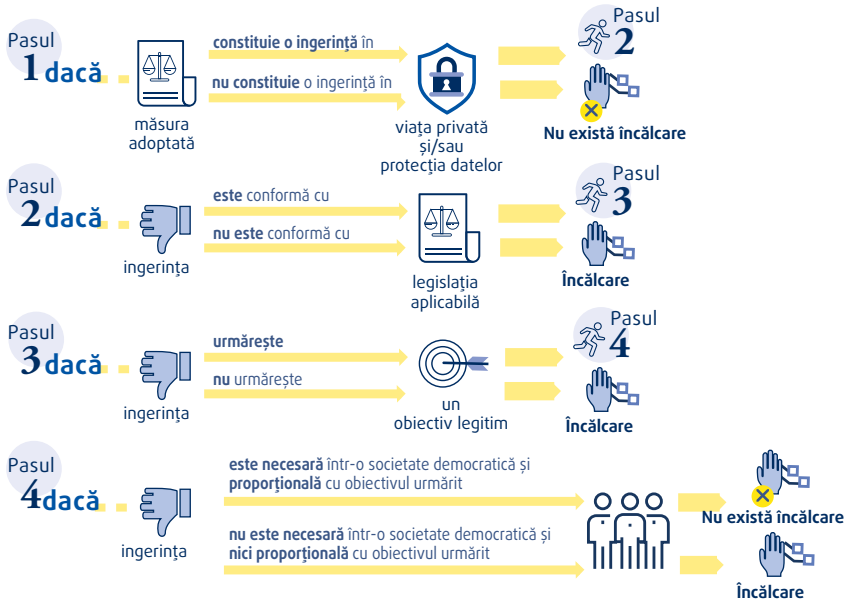 Pasul
1 dacă
măsura
adoptată
constituie o ingerință în
nu constituie o ingerință în
viața privată
și/sau
protecția datelor
Pasul
2
Nu există încălcare
Pasul
2 dacă
ingerința
este conformă cu
nu este conformă cu
legislația
aplicabilă
Pasul
3
Încălcare
Pasul
3 dacă
ingerința
urmărește
nu urmărește
un
obiectiv legitim
Pasul
4
Încălcare
Pasul
4 dacă
ingerința
este necesară într-o societate democratică și
proporțională cu obiectivul urmărit
nu este necesară într-o societate democratică și
nici proporțională cu obiectivul urmărit
Nu există încălcare
Încălcare